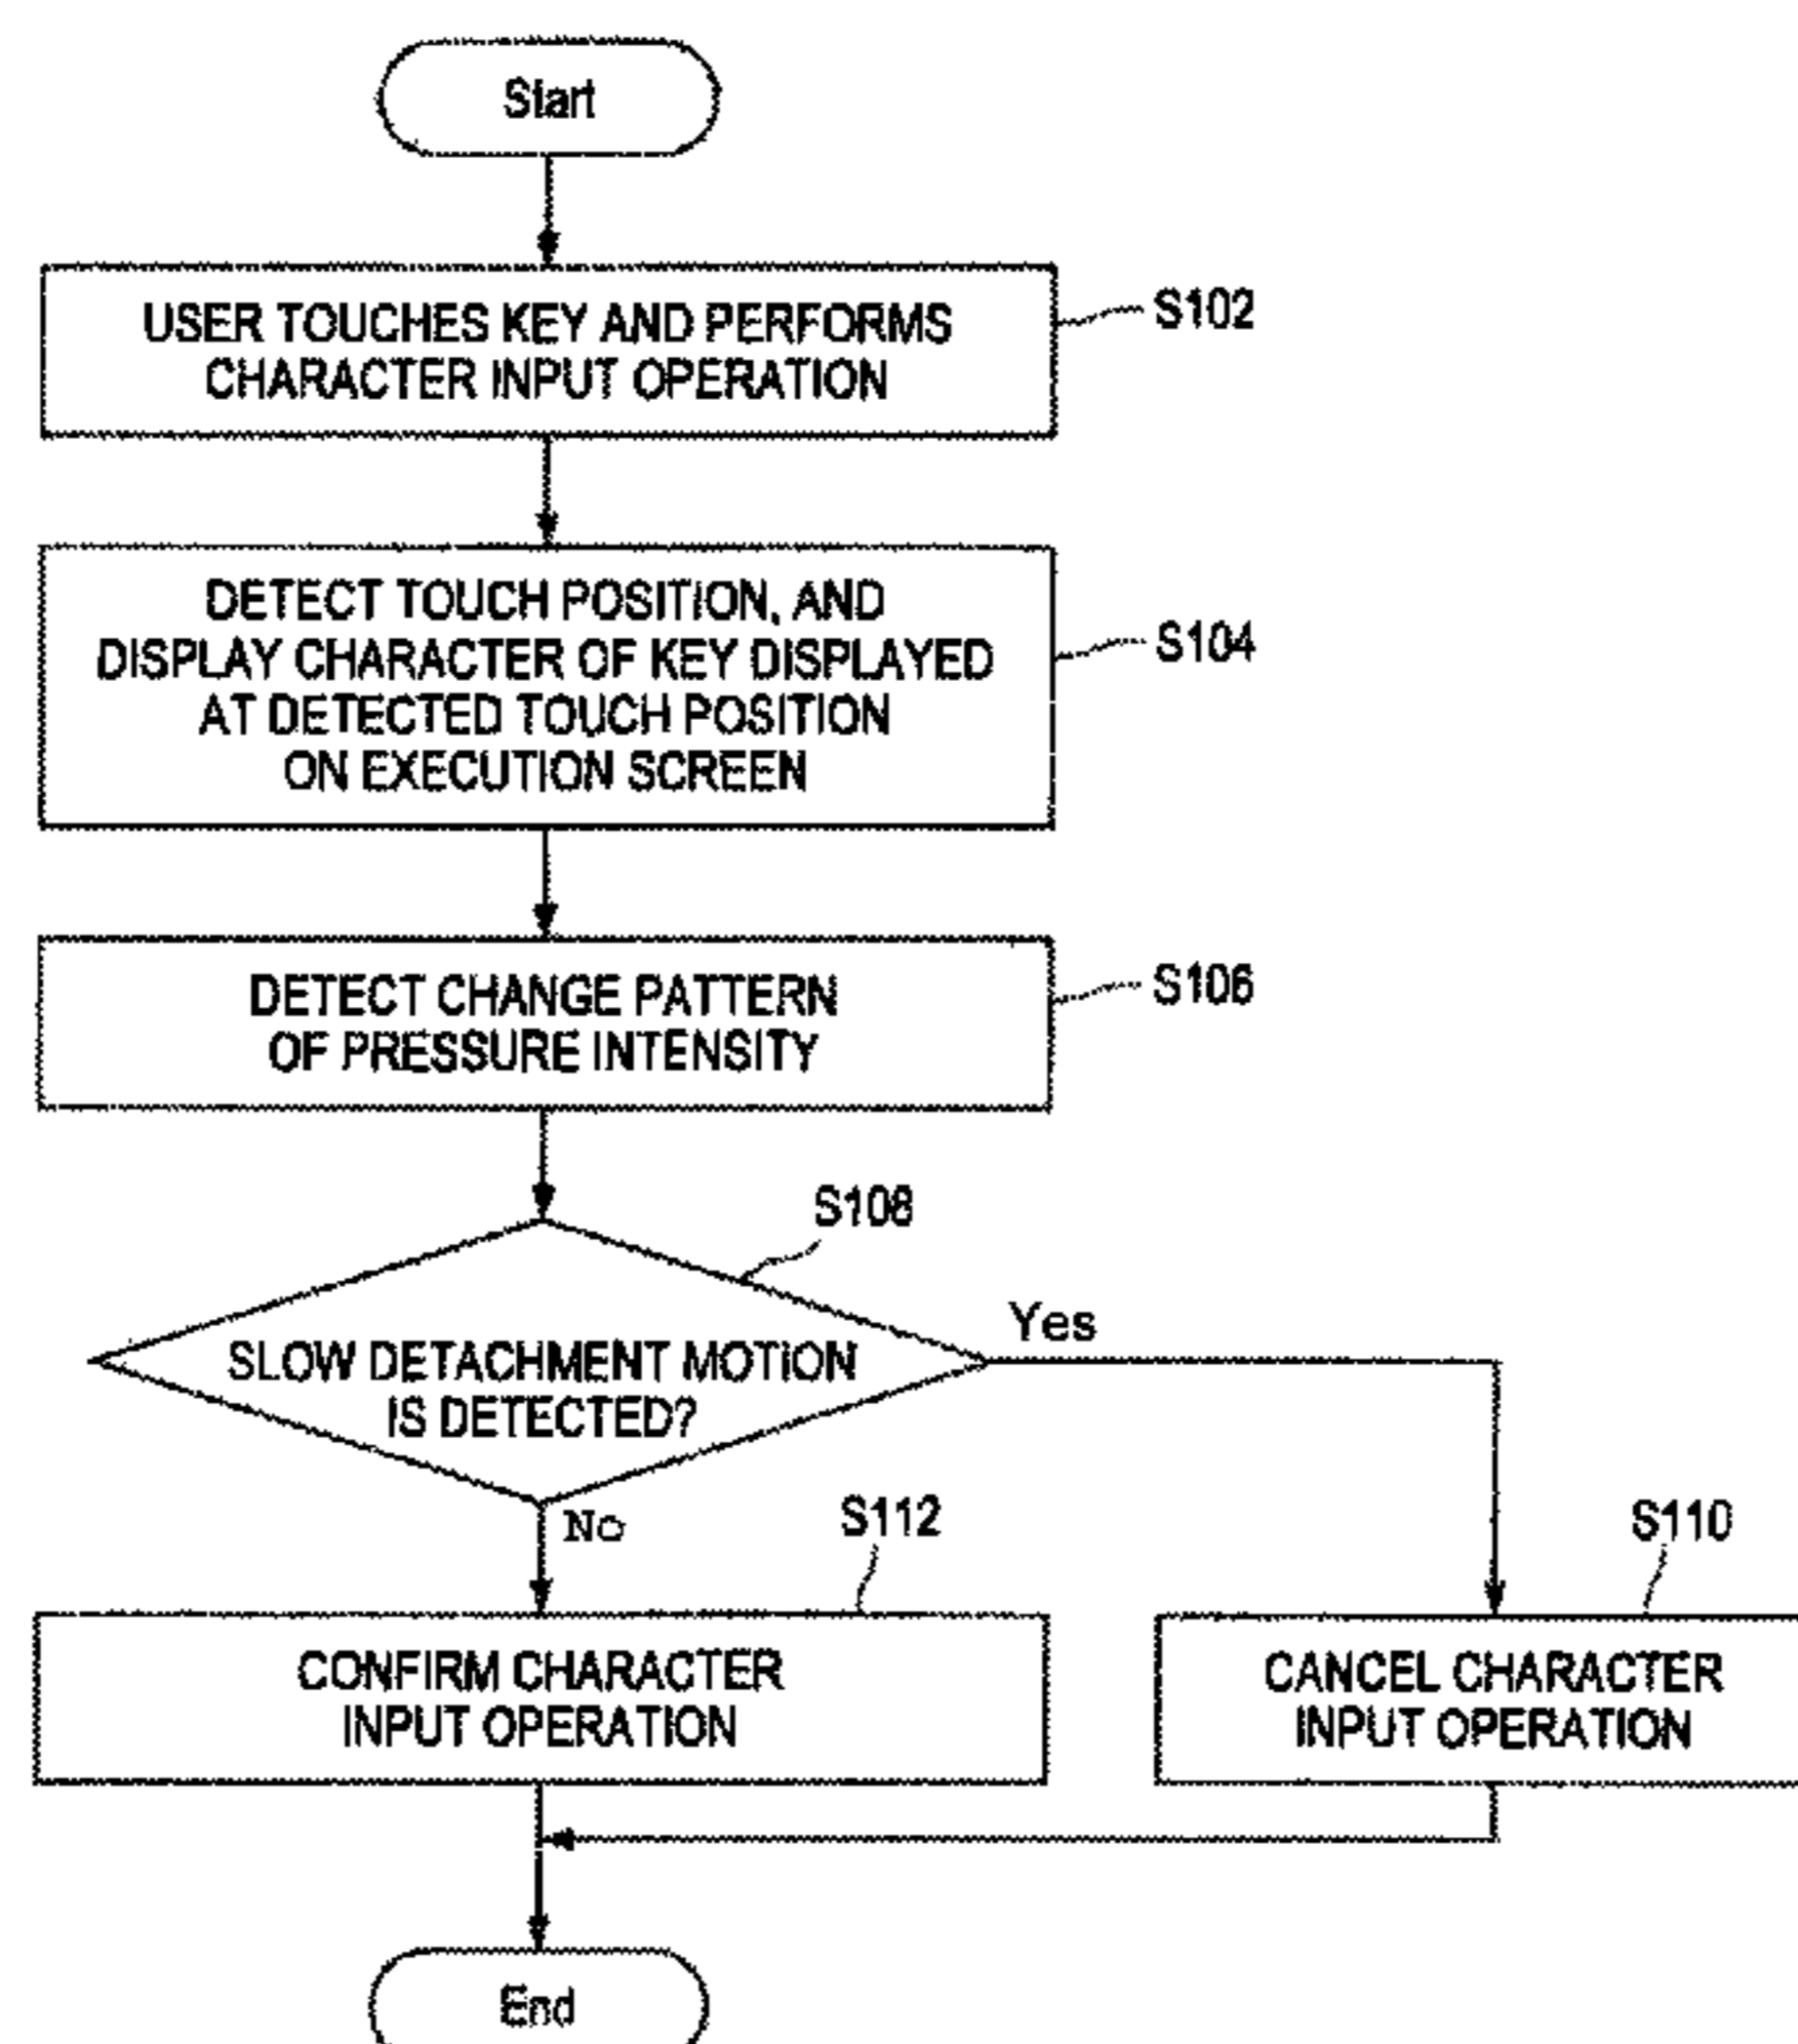 Start
USER TOUCHES KEY AND PERFORMS
CHARACTER INPUT OPERATION
S102
DETECT TOUCH POSITION, AND
DISPLAY CHARACTER OF KEY DISPLAYED
AT DETECTED TOUCH POSITION
ON EXECUTION SCREEN
S104
DETECT CHANGE PATTERN
OF PRESSURE INTENSITY
S106
S108
SLOW DETACHMENT MOTION
IS DETECTED?
Yes
No
S112
CONFIRM CHARACTER
INPUT OPERATION
S110
CANCEL CHARACTER
INPUT OPERATION
End